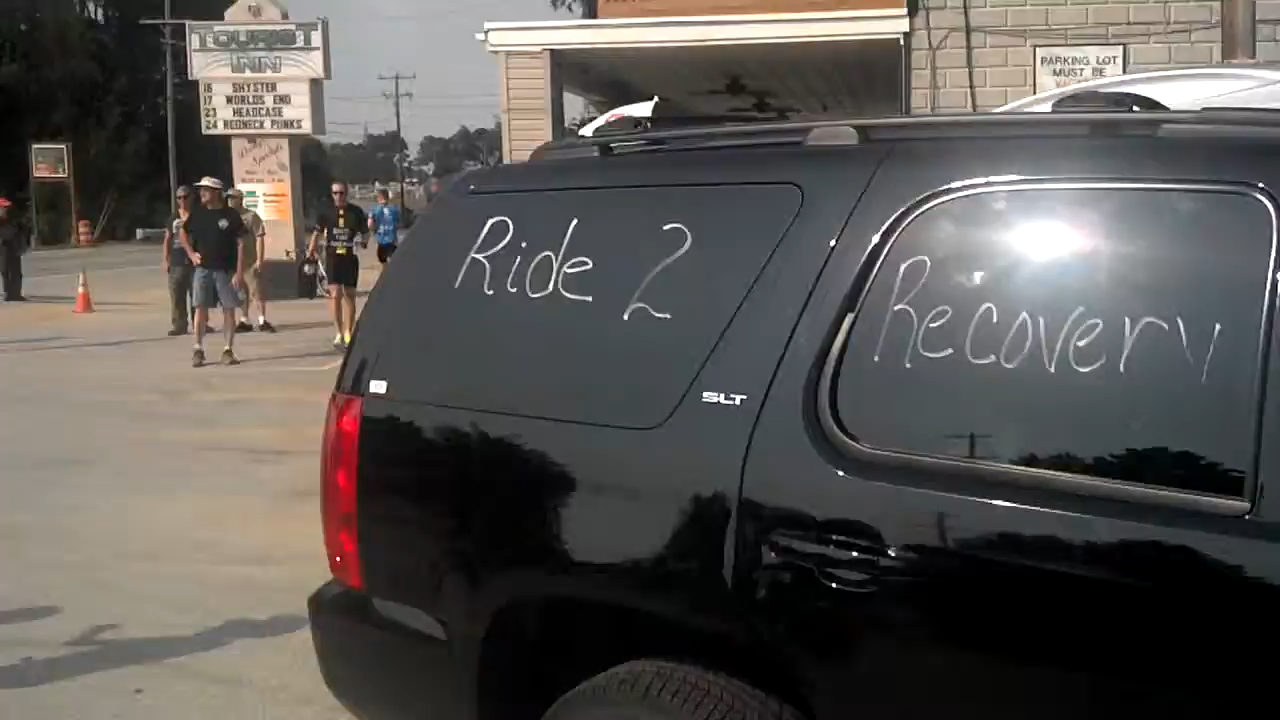 TOURIST
INN
16 SHYSTER
17 WORLDS END
23 HEADCASE
24 REDNECK PUNKS
Specials
PARKING LOT
MUST BE
Ride 2
Recovery
SLT